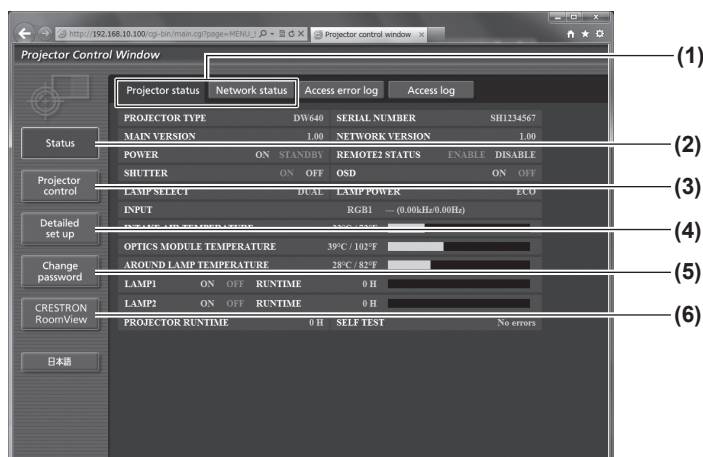 http://192.168.10.100/cgi-bin/main.cgi?page=MENU_
Projector control window
Projector Control Window
(1)
Projector status Network status Access error log Access log
PROJECTOR TYPE DW640 SERIAL NUMBER SH1234567
MAIN VERSION 1.00 NETWORK VERSION 1.00
Status
(2)
POWER ON STANDBY REMOTE2 STATUS ENABLE DISABLE
SHUTTER ON OFF OSD ON OFF
Projector control
(3)
LAMP SELECT DUAL LAMP POWER ECO
INPUT RGB1 --- (0.00kHz/0.00Hz)
Detailed set up
(4)
INTAKE AIR TEMPERATURE
OPTICS MODULE TEMPERATURE 39°C / 102°F
AROUND LAMP TEMPERATURE 28°C / 82°F
Change password
(5)
LAMP1 ON OFF RUNTIME 0 H
LAMP2 ON OFF RUNTIME 0 H
CRESTRON RoomView
(6)
PROJECTOR RUNTIME 0 H SELF TEST No errors
日本語